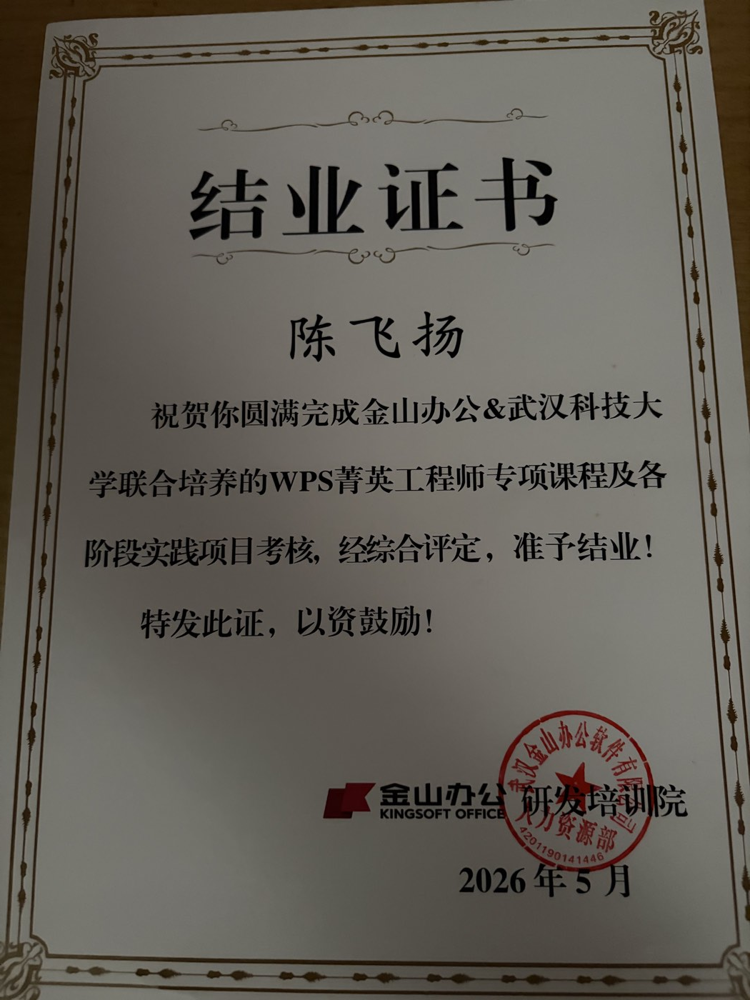 结业证书
陈飞扬
祝贺你圆满完成金山办公&武汉科技大
学联合培养的WPS菁英工程师专项课程及各
阶段实践项目考核，经综合评定，准予结业！
特发此证，以资鼓励！
金山办公 研发培训院
KINGSOFT OFFICE
武汉金山办公软件有限公司
人力资源部
4201190141446
2026年5月